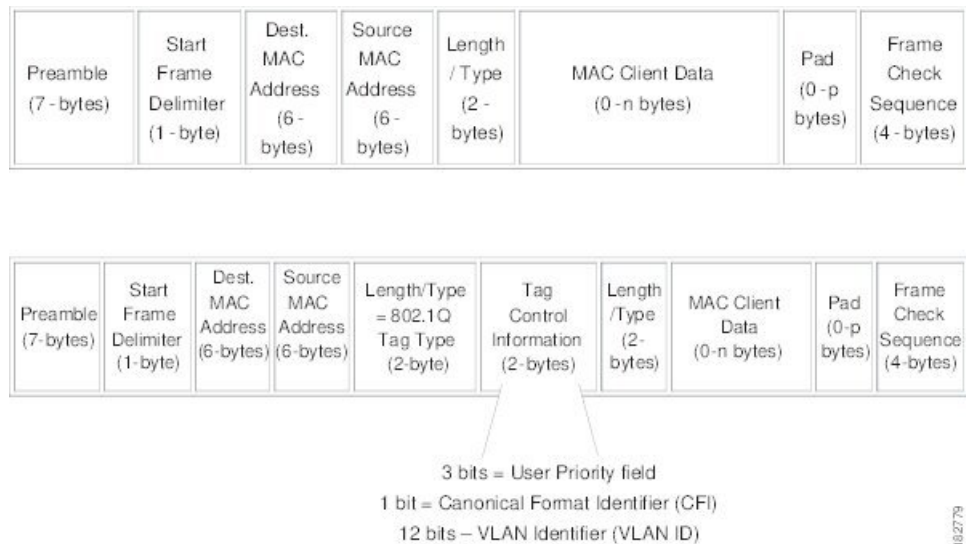 Preamble
(7 - bytes)
Start
Frame
Delimiter
(1 - byte)
Dest.
MAC
Address
(6 -
bytes)
Source
MAC
Address
(6 -
bytes)
Length
/ Type
(2 -
bytes)
MAC Client Data
(0 -n bytes)
Pad
(0 -p
bytes)
Frame
Check
Sequence
(4 - bytes)
Preamble
(7-bytes)
Start
Frame
Delimiter
(1-byte)
Dest.
MAC
Address
(6-bytes)
Source
MAC
Address
(6-bytes)
Length/Type
= 802.1Q
Tag Type
(2-byte)
Tag
Control
Information
(2-bytes)
Length
/Type
(2-
bytes)
MAC Client
Data
(0-n bytes)
Pad
(0-p
bytes)
Frame
Check
Sequence
(4-bytes)
3 bits = User Priority field
1 bit = Canonical Format Identifier (CFI)
12 bits – VLAN Identifier (VLAN ID)